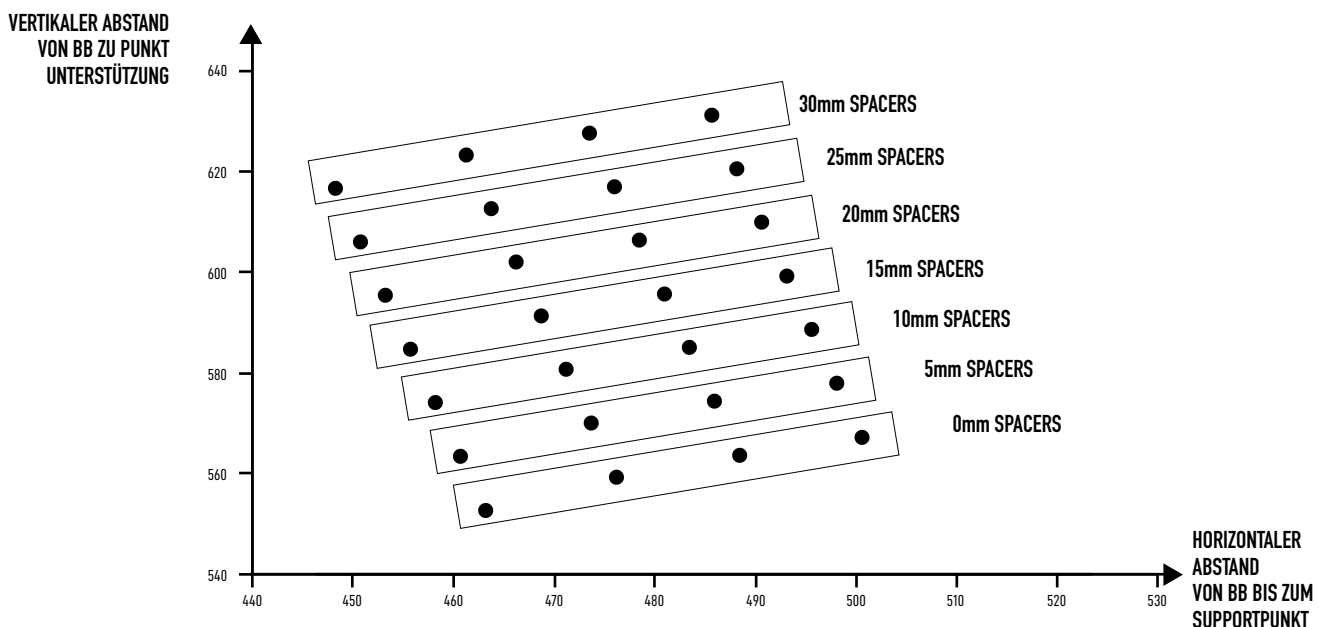 VERTIKALER ABSTAND
VON BB ZU PUNKT
UNTERSTÜTZUNG
640
620
600
580
560
540
30mm SPACERS
25mm SPACERS
20mm SPACERS
15mm SPACERS
10mm SPACERS
5mm SPACERS
0mm SPACERS
440 450 460 470 480 490 500 510 520 530
HORIZONTALER
ABSTAND
VON BB BIS ZUM
SUPPORTPUNKT